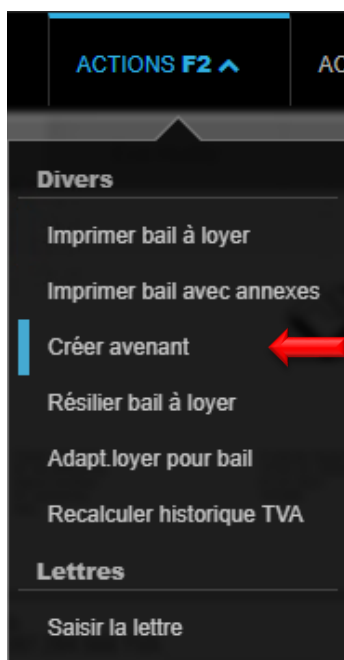 ACTIONS F2 AC
Divers
Imprimer bail à loyer
Imprimer bail avec annexes
Créer avenant
Résilier bail à loyer
Adapt.loyer pour bail
Recalculer historique TVA
Lettres
Saisir la lettre